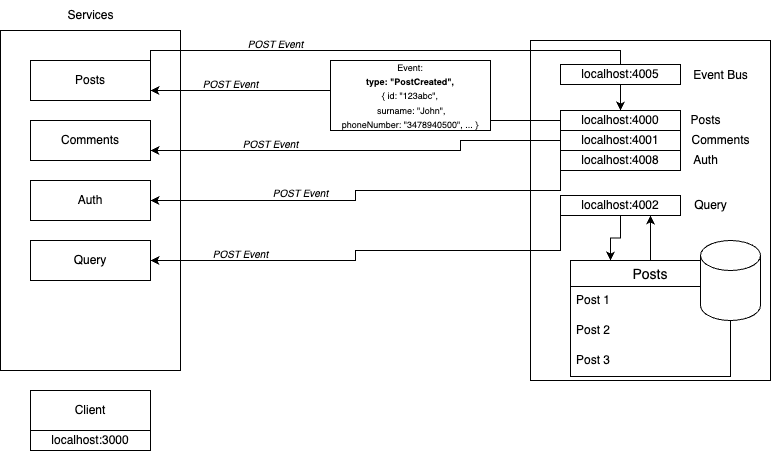 Services
POST Event
Posts
POST Event
Event:
type: "PostCreated",
{ id: "123abc",
surname: "John",
phoneNumber: "3478940500", ... }
localhost:4005
Event Bus
localhost:4000
Posts
Comments
POST Event
localhost:4001
Comments
localhost:4008
Auth
Auth
POST Event
localhost:4002
Query
Query
POST Event
Posts
Post 1
Post 2
Post 3
Client
localhost:3000